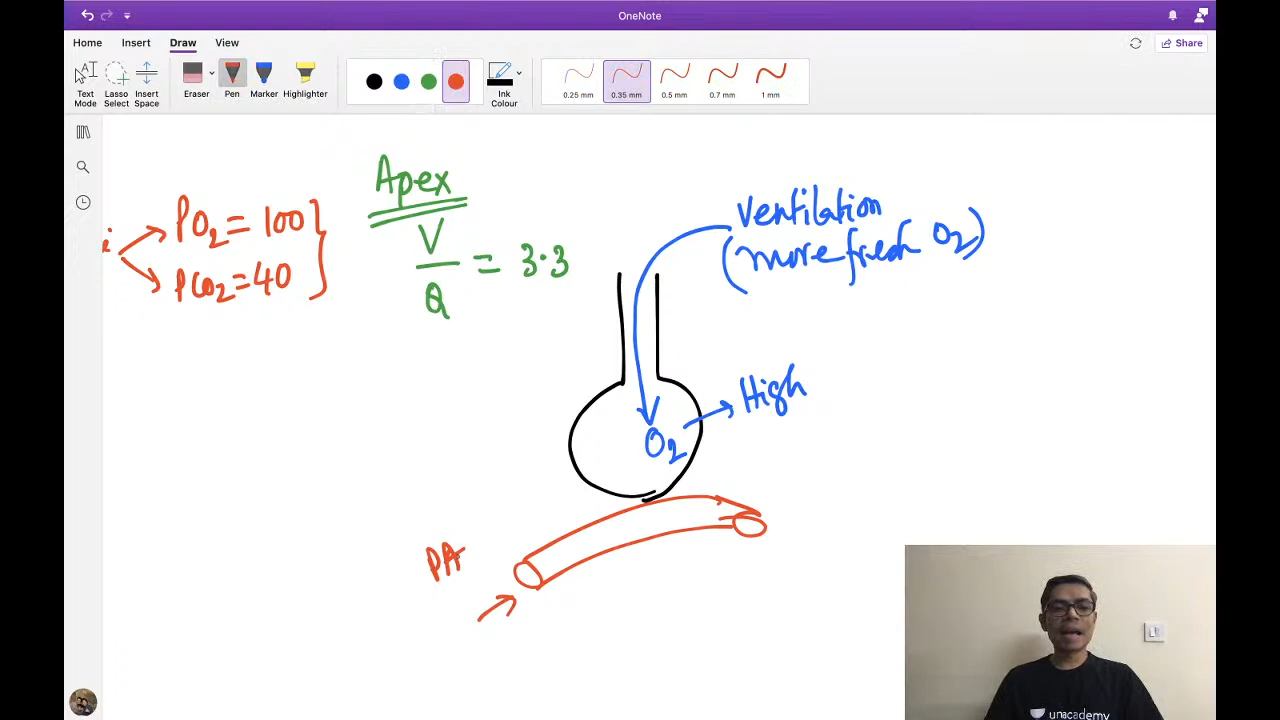 OneNote
Home Insert Draw View
Share
Text Mode
Lasso Select
Insert Space
Eraser
Pen
Marker
Highlighter
Ink Colour
0.25 mm
0.35 mm
0.5 mm
0.7 mm
1 mm
PO2 = 100
PCO2 = 40
Apex
V
Q
= 3.3
Ventilation
(more fresh O2)
High
O2
PA
unacademy